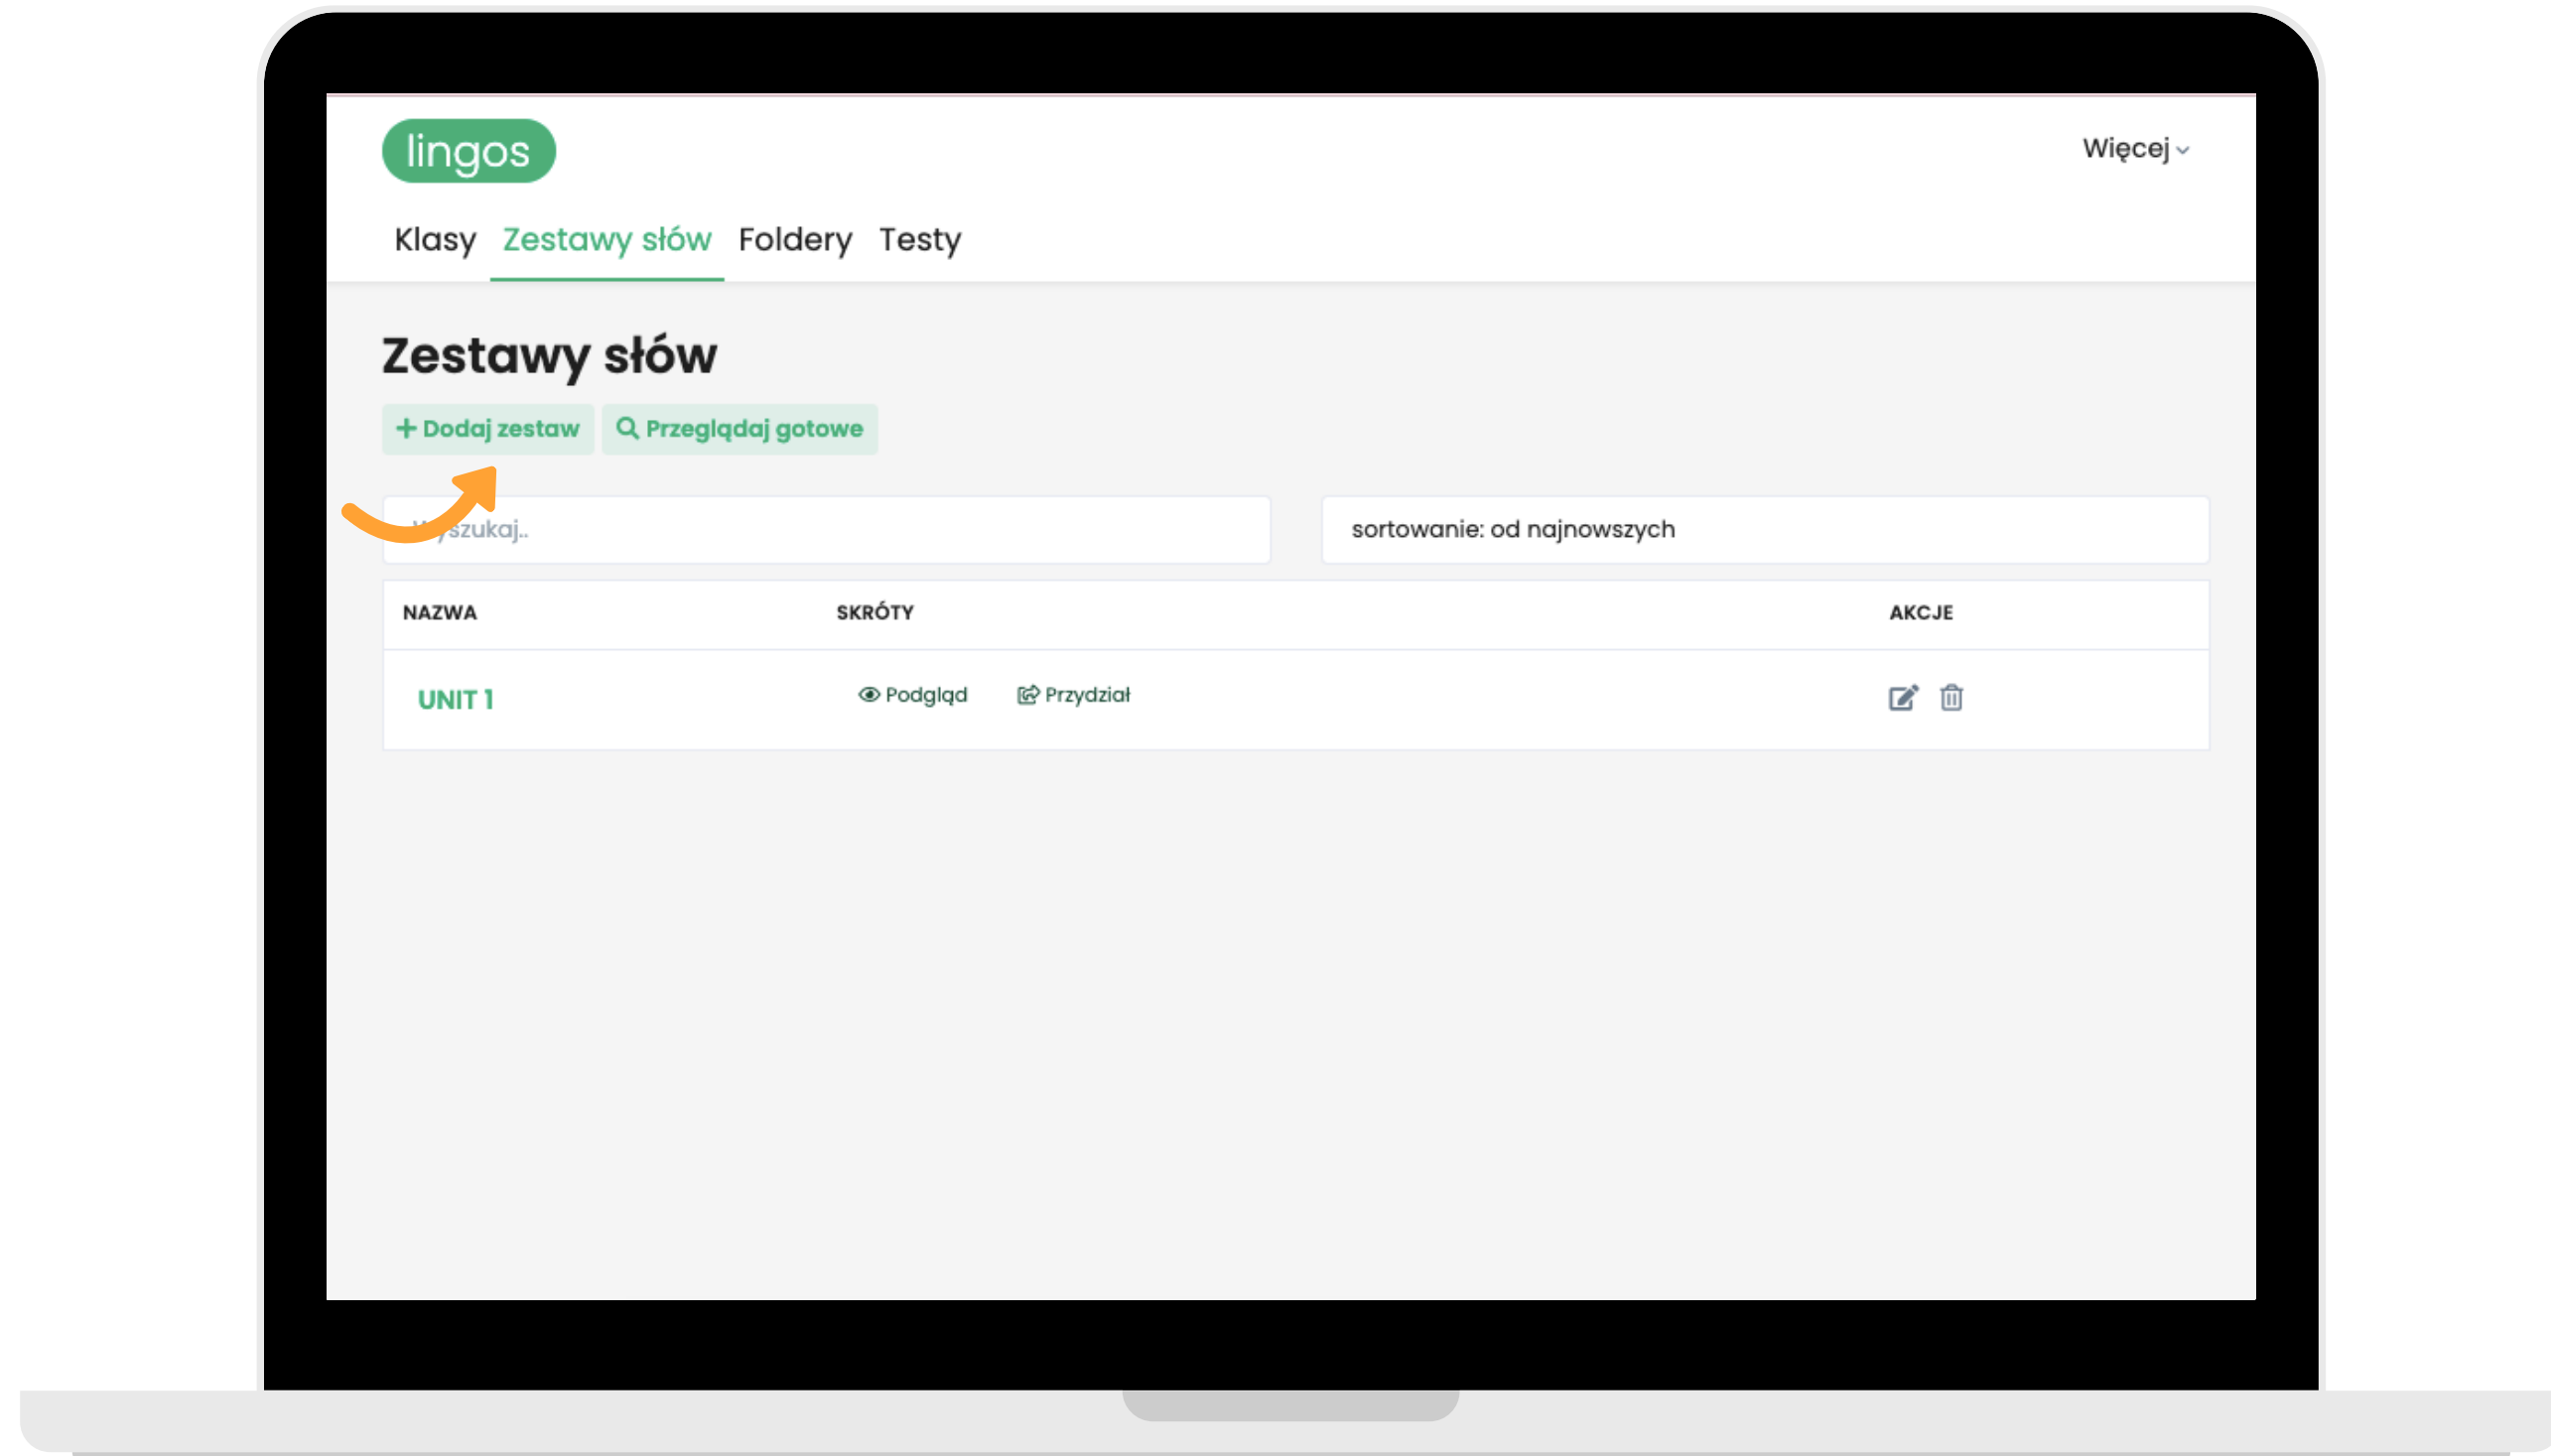 lingos
Więcej
Klasy Zestawy słów Foldery Testy
Zestawy słów
+ Dodaj zestaw Przeglądaj gotowe
Wyszukaj.. sortowanie: od najnowszych
NAZWA SKRÓTY AKCJE
UNIT 1 Podgląd Przydział